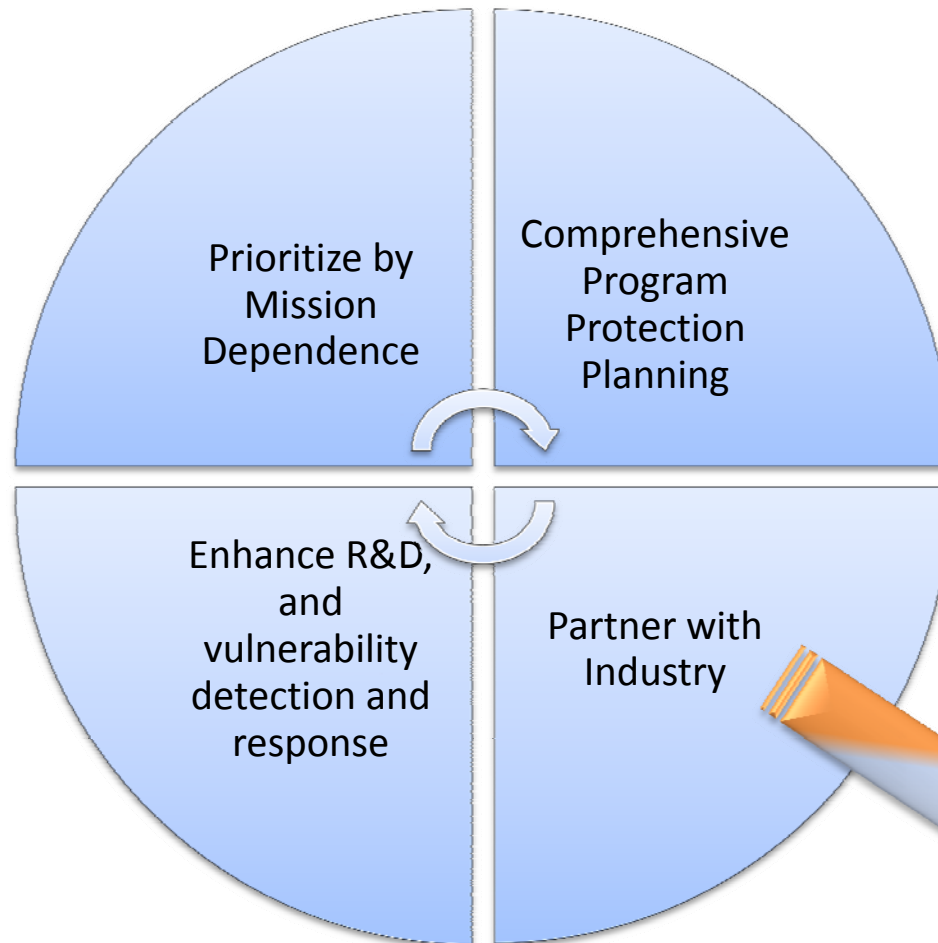 Prioritize by
Mission
Dependence
Comprehensive
Program
Protection
Planning
Enhance R&D,
and
vulnerability
detection and
response
Partner with
Industry